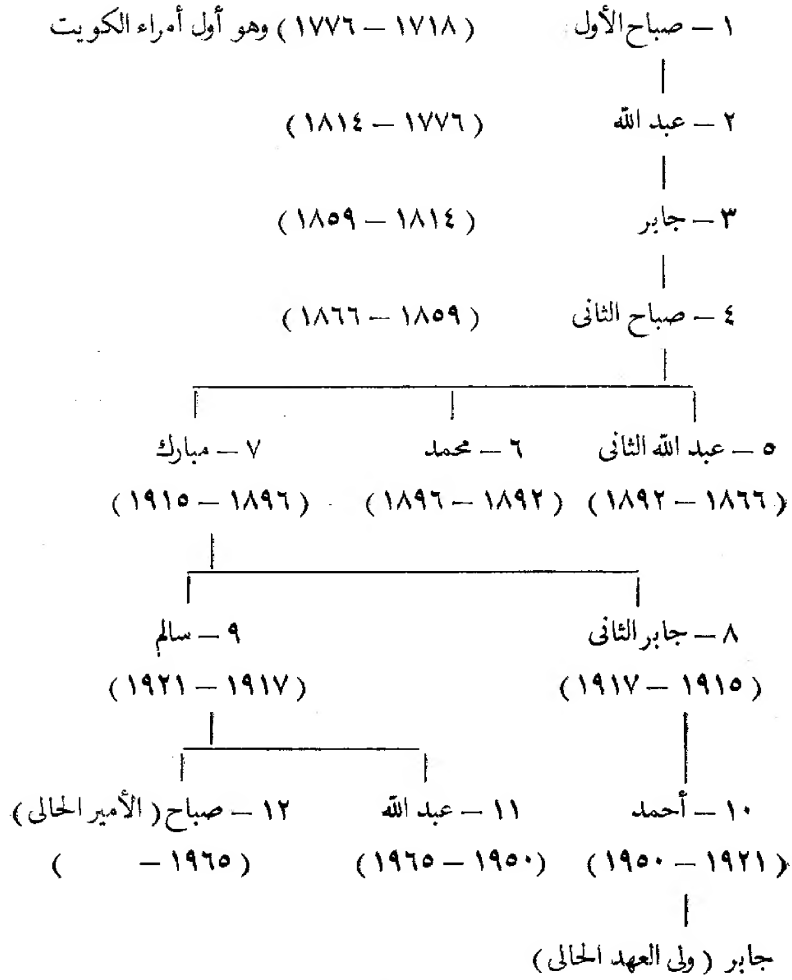 ١ — صباح الأول (١٧١٨ — ١٧٧٦) وهو أول أمراء الكويت
٢ — عبد الله (١٧٧٦ — ١٨١٤)
٣ — جابر (١٨١٤ — ١٨٥٩)
٤ — صباح الثانى (١٨٥٩ — ١٨٦٦)
٥ — عبد الله الثانى ٦ — محمد ٧ — مبارك
(١٨٦٦ — ١٨٩٢) (١٨٩٢ — ١٨٩٦) (١٨٩٦ — ١٩١٥)
٨ — جابر الثانى ٩ — سالم
(١٩١٥ — ١٩١٧) (١٩١٧ — ١٩٢١)
١٠ — أحمد ١١ — عبد الله ١٢ — صباح (الأمير الحالى)
(١٩٢١ — ١٩٥٠) (١٩٥٠ — ١٩٦٥) (١٩٦٥ — )
جابر (ولى العهد الحالى)